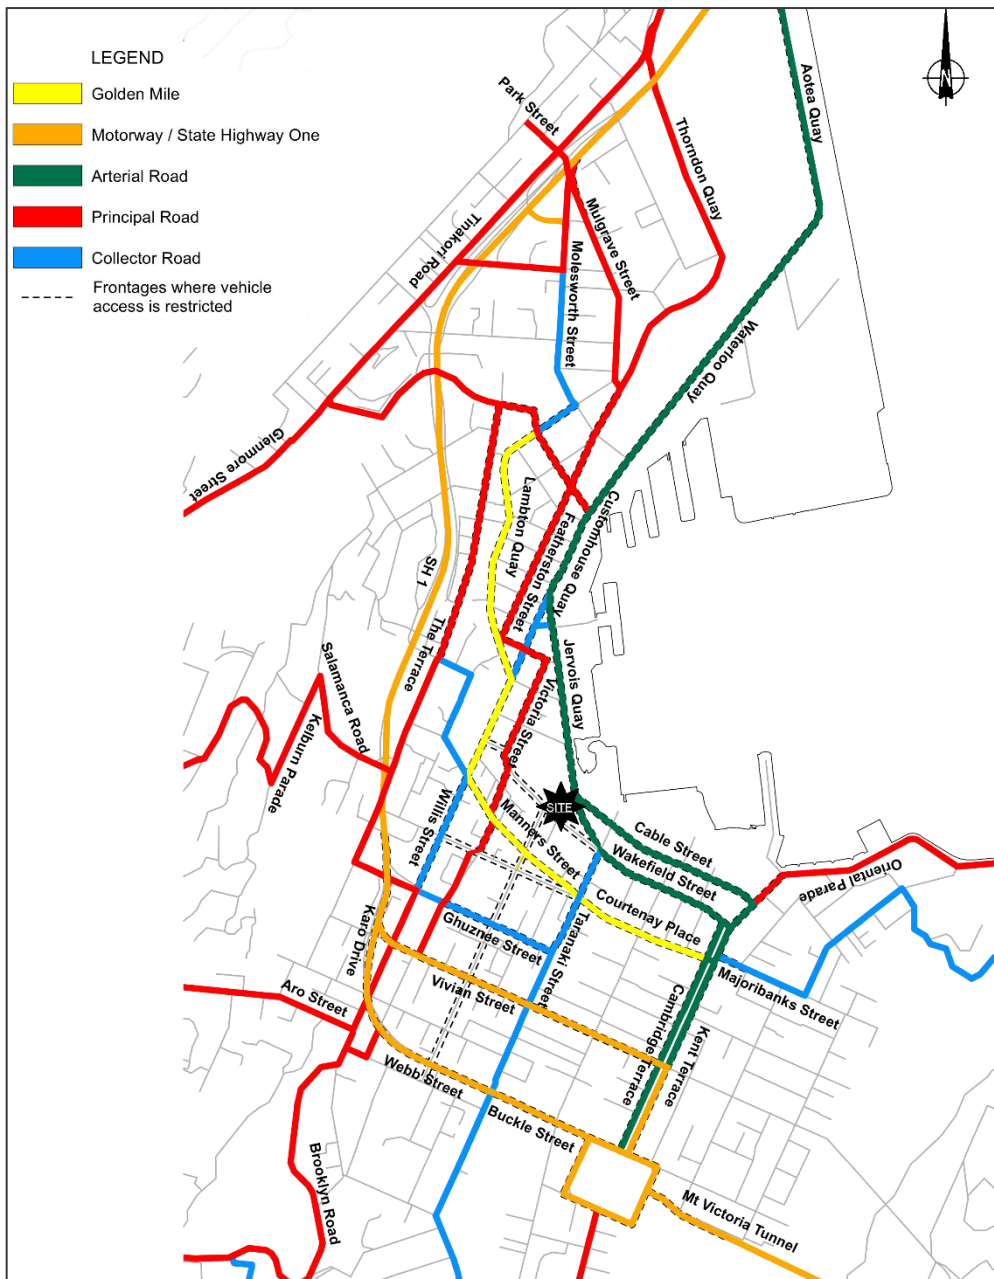 LEGEND
Golden Mile
Motorway / State Highway One
Arterial Road
Principal Road
Collector Road
Frontages where vehicle
access is restricted
N
Aotea Quay
Park Street
Thorndon Quay
Mulgrave Street
Tinakori Road
Molesworth Street
Waterloo Quay
Glenmore Street
Lambton Quay
Customhouse Quay
Featherston Street
SH 1
The Terrace
Jervois Quay
Salamanca Road
Victoria Street
Kelburn Parade
SITE
Willis Street
Manners Street
Cable Street
Wakefield Street
Oriental Parade
Courtenay Place
Karo Drive
Ghuznee Street
Taranaki Street
Majoribanks Street
Aro Street
Vivian Street
Cambridge Terrace
Kent Terrace
Webb Street
Buckle Street
Brooklyn Road
Mt Victoria Tunnel